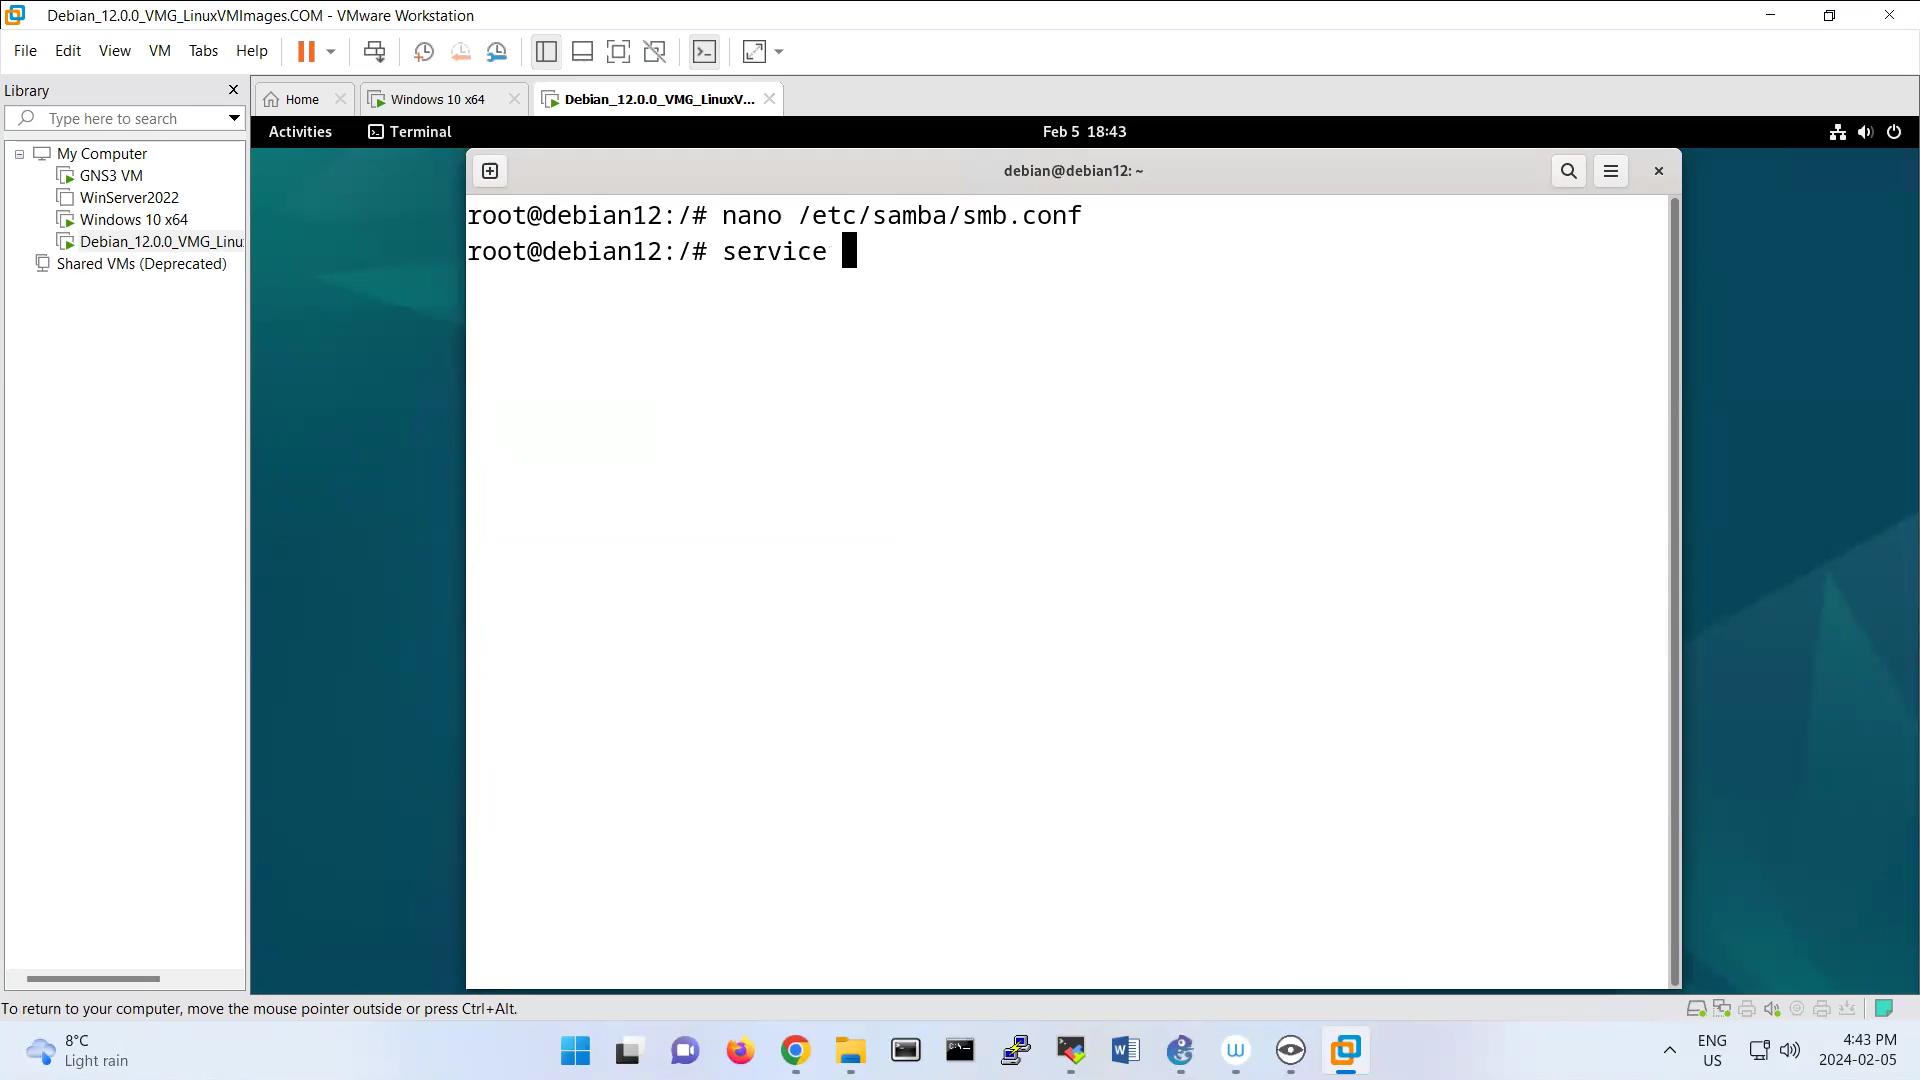 Debian_12.0.0_VMG_LinuxVMImages.COM - VMware Workstation
File Edit View VM Tabs Help
Library
Type here to search
My Computer
GNS3 VM
WinServer2022
Windows 10 x64
Debian_12.0.0_VMG_Linu
Shared VMs (Deprecated)
Home
Windows 10 x64
Debian_12.0.0_VMG_LinuxV...
Activities
Terminal
Feb 5 18:43
debian@debian12: ~
root@debian12:/# nano /etc/samba/smb.conf
root@debian12:/# service
To return to your computer, move the mouse pointer outside or press Ctrl+Alt.
8°C
Light rain
ENG
US
4:43 PM
2024-02-05